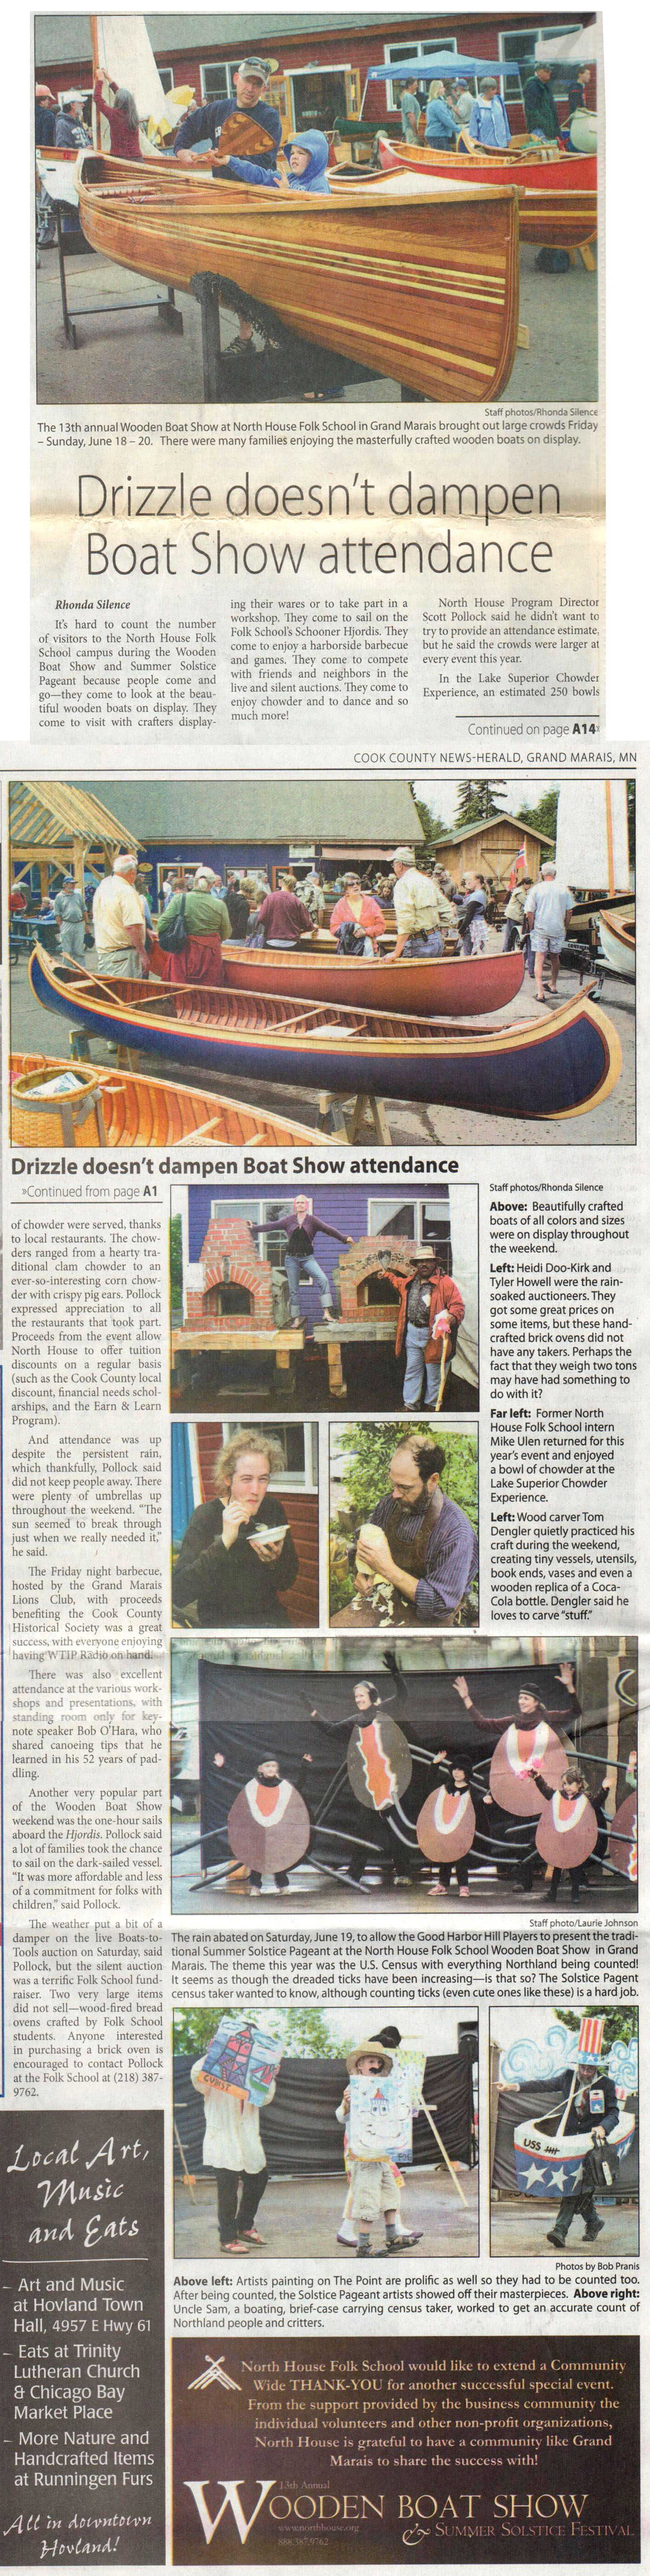 Staff photos/Rhonda Silence
The 13th annual Wooden Boat Show at North House Folk School in Grand Marais brought out large crowds Friday
– Sunday, June 18 – 20. There were many families enjoying the masterfully crafted wooden boats on display.
Drizzle doesn't dampen
Boat Show attendance
Rhonda Silence
It's hard to count the number
of visitors to the North House Folk
School campus during the Wooden
Boat Show and Summer Solstice
Pageant because people come and
go—they come to look at the beau-
tiful wooden boats on display. They
come to visit with crafters display-
ing their wares or to take part in a
workshop. They come to sail on the
Folk School's Schooner Hjordis. They
come to enjoy a harborside barbecue
and games. They come to compete
with friends and neighbors in the
live and silent auctions. They come to
enjoy chowder and to dance and so
much more!
North House Program Director
Scott Pollock said he didn't want to
try to provide an attendance estimate,
but he said the crowds were larger at
every event this year.
In the Lake Superior Chowder
Experience, an estimated 250 bowls
Continued on page A14
COOK COUNTY NEWS-HERALD, GRAND MARAIS, MN
Drizzle doesn't dampen Boat Show attendance
»Continued from page A1
of chowder were served, thanks
to local restaurants. The chow-
ders ranged from a hearty tra-
ditional clam chowder to an
ever-so-interesting corn chow-
der with crispy pig ears. Pollock
expressed appreciation to all
the restaurants that took part.
Proceeds from the event allow
North House to offer tuition
discounts on a regular basis
(such as the Cook County local
discount, financial needs schol-
arships, and the Earn & Learn
Program).
And attendance was up
despite the persistent rain,
which thankfully, Pollock said
did not keep people away. There
were plenty of umbrellas up
throughout the weekend. "The
sun seemed to break through
just when we really needed it,"
he said.
The Friday night barbecue,
hosted by the Grand Marais
Lions Club, with proceeds
benefiting the Cook County
Historical Society was a great
success, with everyone enjoying
having WTIP Radio on hand.
There was also excellent
attendance at the various work-
shops and presentations, with
standing room only for key-
note speaker Bob O'Hara, who
shared canoeing tips that he
learned in his 52 years of pad-
dling.
Another very popular part
of the Wooden Boat Show
weekend was the one-hour sails
aboard the Hjordis. Pollock said
a lot of families took the chance
to sail on the dark-sailed vessel.
"It was more affordable and less
of a commitment for folks with
children," said Pollock.
The weather put a bit of a
damper on the live Boats-to-
Tools auction on Saturday, said
Pollock, but the silent auction
was a terrific Folk School fund-
raiser. Two very large items
did not sell—wood-fired bread
ovens crafted by Folk School
students. Anyone interested
in purchasing a brick oven is
encouraged to contact Pollock
at the Folk School at (218) 387-
9762.
Staff photos/Rhonda Silence
Above: Beautifully crafted
boats of all colors and sizes
were on display throughout
the weekend.
Left: Heidi Doo-Kirk and
Tyler Howell were the rain-
soaked auctioneers. They
got some great prices on
some items, but these hand-
crafted brick ovens did not
have any takers. Perhaps the
fact that they weigh two tons
may have had something to
do with it?
Far left: Former North
House Folk School intern
Mike Ulen returned for this
year's event and enjoyed
a bowl of chowder at the
Lake Superior Chowder
Experience.
Left: Wood carver Tom
Dengler quietly practiced his
craft during the weekend,
creating tiny vessels, utensils,
book ends, vases and even a
wooden replica of a Coca-
Cola bottle. Dengler said he
loves to carve "stuff."
Staff photo/Laurie Johnson
The rain abated on Saturday, June 19, to allow the Good Harbor Hill Players to present the tradi-
tional Summer Solstice Pageant at the North House Folk School Wooden Boat Show in Grand
Marais. The theme this year was the U.S. Census with everything Northland being counted!
It seems as though the dreaded ticks have been increasing—is that so? The Solstice Pagent
census taker wanted to know, although counting ticks (even cute ones like these) is a hard job.
USS
Photos by Bob Pranis
Above left: Artists painting on The Point are prolific as well so they had to be counted too.
After being counted, the Solstice Pageant artists showed off their masterpieces. Above right:
Uncle Sam, a boating, brief-case carrying census taker, worked to get an accurate count of
Northland people and critters.
Local Art,
Music
and Eats
– Art and Music
at Hovland Town
Hall, 4957 E Hwy 61
– Eats at Trinity
Lutheran Church
& Chicago Bay
Market Place
– More Nature and
Handcrafted Items
at Runningen Furs
All in downtown
Hovland!
North House Folk School would like to extend a Community
Wide THANK-YOU for another successful special event.
From the support provided by the business community the
individual volunteers and other non-profit organizations,
North House is grateful to have a community like Grand
Marais to share the success with!
13th Annual
WOODEN BOAT SHOW
www.northhouse.org
& SUMMER SOLSTICE FESTIVAL
888.387.9762